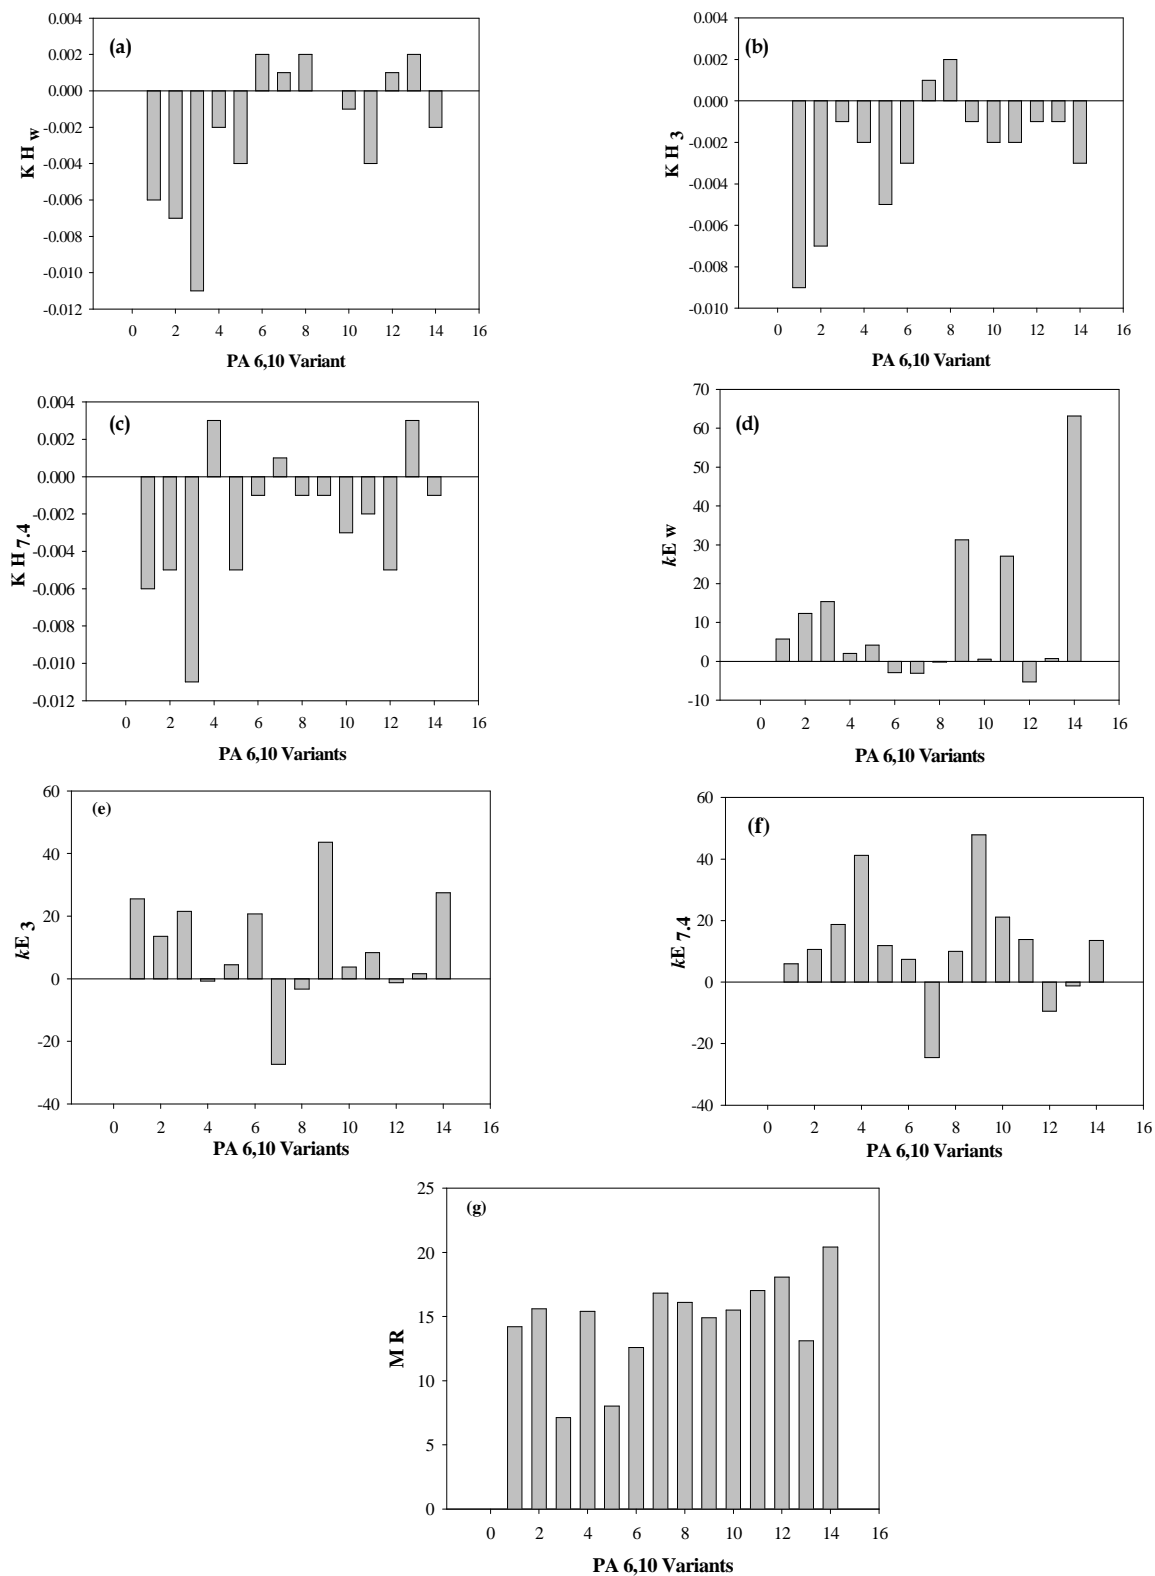 (a)
K H w
0.004
0.002
0.000
-0.002
-0.004
-0.006
-0.008
-0.010
-0.012
0 2 4 6 8 10 12 14 16
PA 6,10 Variant
(b)
K H 3
0.004
0.002
0.000
-0.002
-0.004
-0.006
-0.008
-0.010
0 2 4 6 8 10 12 14 16
PA 6,10 Variant
(c)
K H 7.4
0.004
0.002
0.000
-0.002
-0.004
-0.006
-0.008
-0.010
-0.012
0 2 4 6 8 10 12 14 16
PA 6,10 Variants
(d)
kE w
70
60
50
40
30
20
10
0
-10
0 2 4 6 8 10 12 14 16
PA 6,10 Variants
(e)
kE 3
60
40
20
0
-20
-40
0 2 4 6 8 10 12 14 16
PA 6,10 Variants
(f)
kE 7.4
60
40
20
0
-20
-40
0 2 4 6 8 10 12 14 16
PA 6,10 Variants
(g)
M R
25
20
15
10
5
0
0 2 4 6 8 10 12 14 16
PA 6,10 Variants